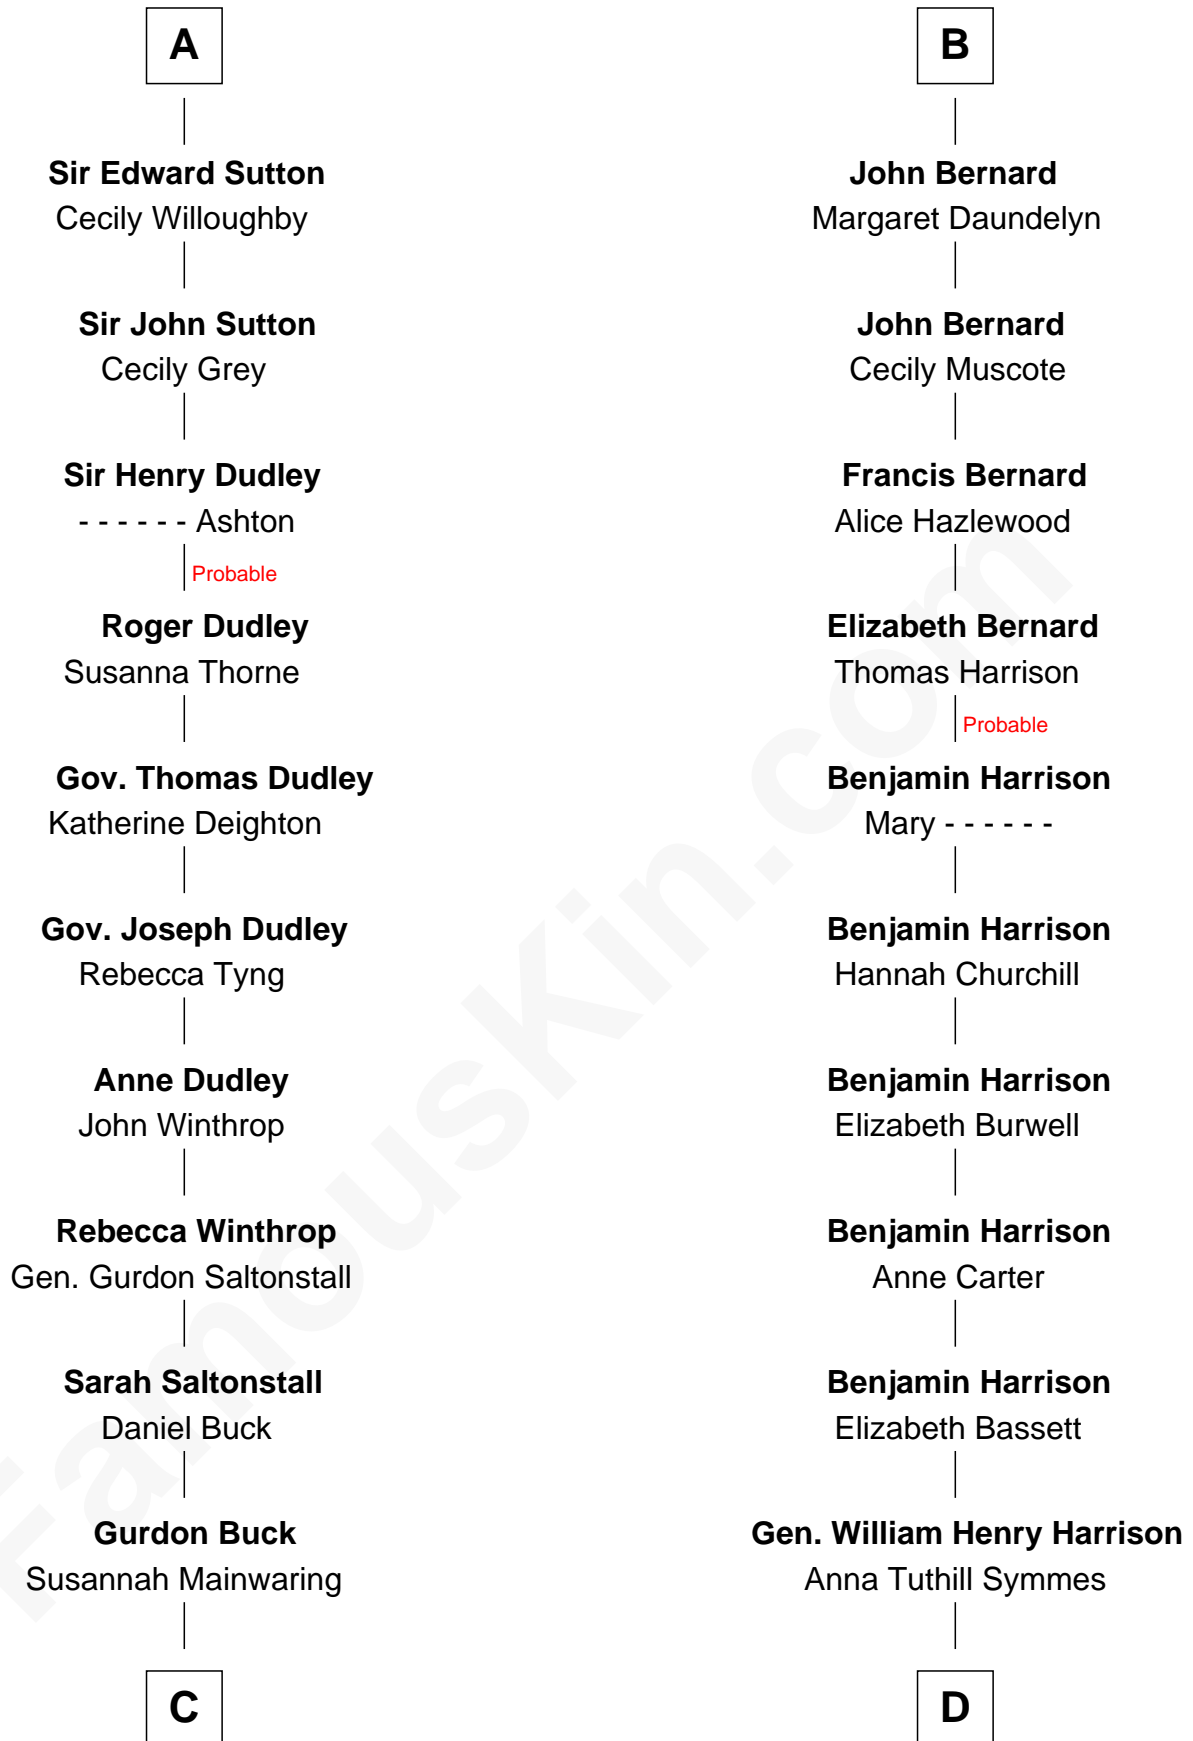 A
Sir Edward Sutton
Cecily Willoughby
Sir John Sutton
Cecily Grey
Sir Henry Dudley
- - - - - - Ashton
Probable
Roger Dudley
Susanna Thorne
Gov. Thomas Dudley
Katherine Deighton
Gov. Joseph Dudley
Rebecca Tyng
Anne Dudley
John Winthrop
Rebecca Winthrop
Gen. Gurdon Saltonstall
Sarah Saltonstall
Daniel Buck
Gurdon Buck
Susannah Mainwaring
C
B
John Bernard
Margaret Daundelyn
John Bernard
Cecily Muscote
Francis Bernard
Alice Hazlewood
Elizabeth Bernard
Thomas Harrison
Probable
Benjamin Harrison
Mary - - - - - -
Benjamin Harrison
Hannah Churchill
Benjamin Harrison
Elizabeth Burwell
Benjamin Harrison
Anne Carter
Benjamin Harrison
Elizabeth Bassett
Gen. William Henry Harrison
Anna Tuthill Symmes
D
FamousKin.com